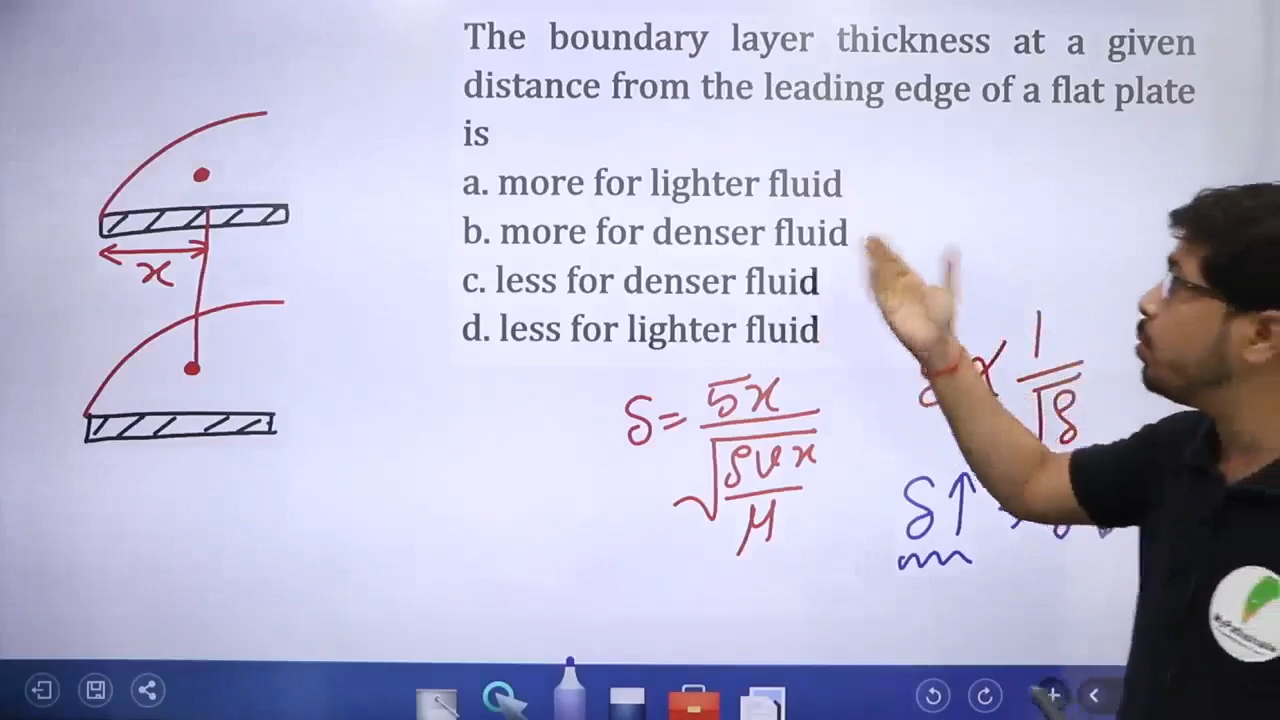 The boundary layer thickness at a given
distance from the leading edge of a flat plate
is
a. more for lighter fluid
b. more for denser fluid
c. less for denser fluid
d. less for lighter fluid
x
δ = 5x / √(ρvx / μ)
∝ 1 / √ρ
δ ↑